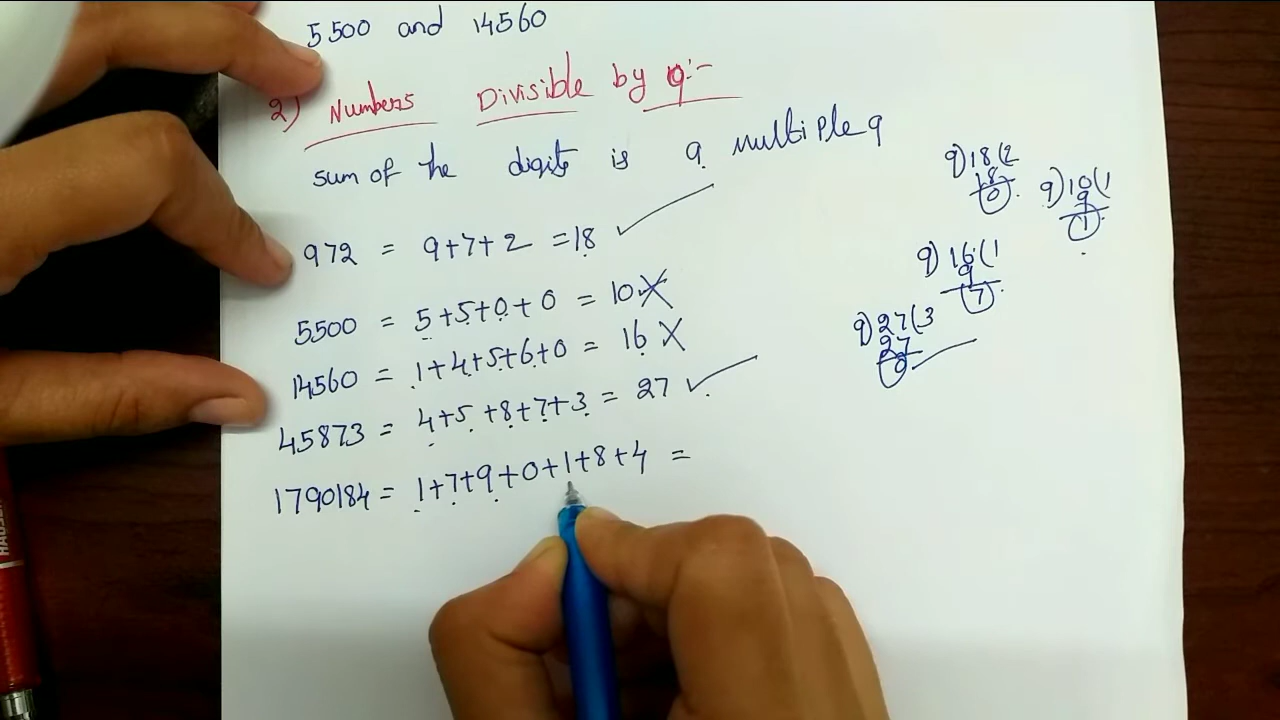 5500 and 14560
2) Numbers Divisible by 9:-
sum of the digits is a multiple 9
972 = 9+7+2 = 18 ✓
5500 = 5+5+0+0 = 10 X
14560 = 1+4+5+6+0 = 16 X
45873 = 4+5+8+7+3 = 27 ✓
1790184 = 1+7+9+0+1+8+4 =
9)18(2
18
0
9)10(1
9
1
9)16(1
9
7
9)27(3
27
0 ✓